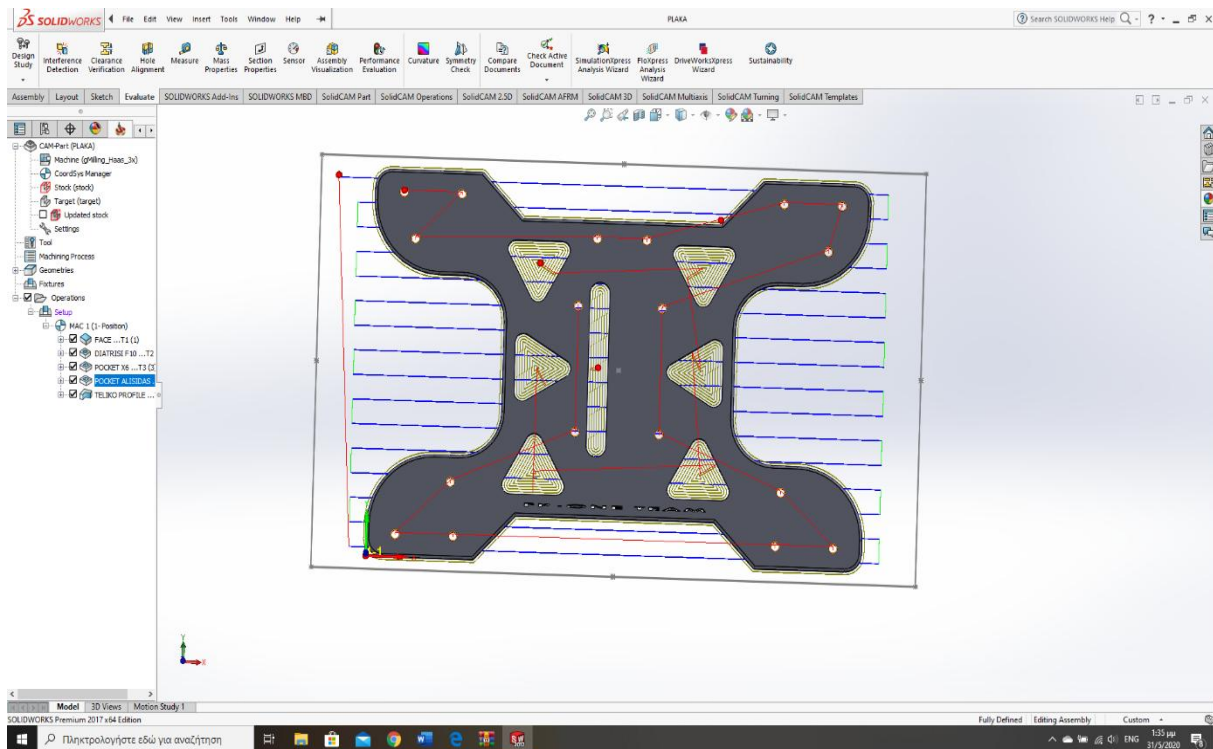 SOLIDWORKS File Edit View Insert Tools Window Help PLAKA Search SOLIDWORKS Help
Design Study
Interference Detection
Clearance Verification
Hole Alignment
Measure
Mass Properties
Section Properties
Sensor
Assembly Visualization
Performance Evaluation
Curvature
Symmetry Check
Compare Documents
Check Active Document
SimulationXpress Analysis Wizard
FloXpress Analysis Wizard
DriveWorksXpress Wizard
Sustainability
Assembly Layout Sketch Evaluate SOLIDWORKS Add-Ins SOLIDWORKS MBD SolidCAM Part SolidCAM Operations SolidCAM 2.5D SolidCAM AFRM SolidCAM 3D SolidCAM Multiaxis SolidCAM Turning SolidCAM Templates
CAM-Part (PLAKA)
Machine (gMilling_Haas_3x)
CoordSys Manager
Stock (stock)
Target (target)
Updated stock
Settings
Tool
Machining Process
Geometries
Fixtures
Operations
Setup
MAC 1 (1- Position)
FACE ...T1 (1)
DIATRISI F10 ...T2
POCKET X6 ...T3 (3)
POCKET ALISIDAS
TELIKO PROFILE ...
1
Y
X
Model 3D Views Motion Study 1
SOLIDWORKS Premium 2017 x64 Edition Fully Defined Editing Assembly Custom
Πληκτρολογήστε εδώ για αναζήτηση ENG 1:35 μμ
31/5/2020